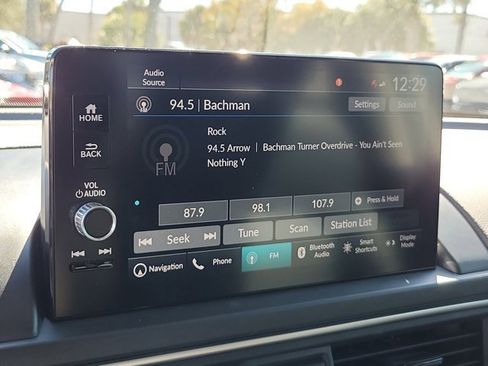 Audio
Source
12:29
94.5 | Bachman
Settings
Sound
HOME
Rock
94.5 Arrow | Bachman Turner Overdrive - You Ain't Seen
Nothing Y
FM
BACK
VOL
AUDIO
87.9
98.1
107.9
Press & Hold
Seek
Tune
Scan
Station List
Navigation
Phone
FM
Bluetooth
Audio
Smart
Shortcuts
Display
Mode